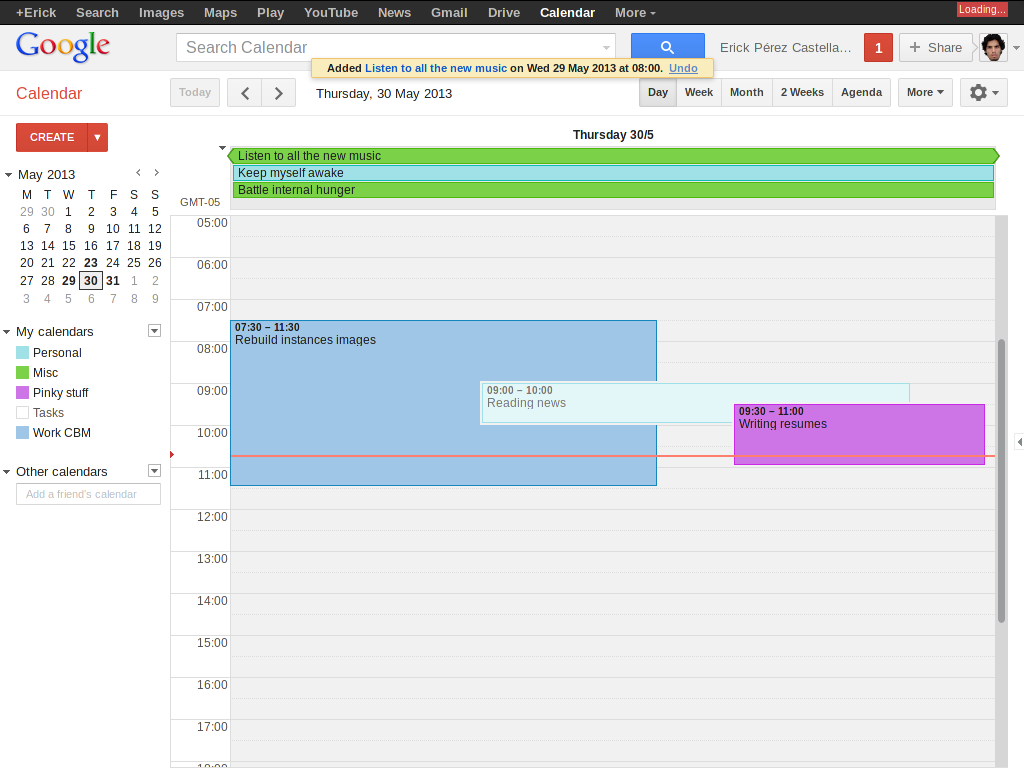 +Erick Search Images Maps Play YouTube News Gmail Drive Calendar More
Loading...
Google
Search Calendar
Erick Pérez Castella...
1
+ Share
Added Listen to all the new music on Wed 29 May 2013 at 08:00. Undo
Calendar
Today
Thursday, 30 May 2013
Day Week Month 2 Weeks Agenda More
CREATE
May 2013
M T W T F S S
29 30 1 2 3 4 5
6 7 8 9 10 11 12
13 14 15 16 17 18 19
20 21 22 23 24 25 26
27 28 29 30 31 1 2
3 4 5 6 7 8 9
My calendars
Personal
Misc
Pinky stuff
Tasks
Work CBM
Other calendars
Add a friend's calendar
Thursday 30/5
Listen to all the new music
Keep myself awake
Battle internal hunger
GMT-05
05:00
06:00
07:00
07:30 – 11:30
Rebuild instances images
08:00
09:00
09:00 – 10:00
Reading news
09:30 – 11:00
Writing resumes
10:00
11:00
12:00
13:00
14:00
15:00
16:00
17:00